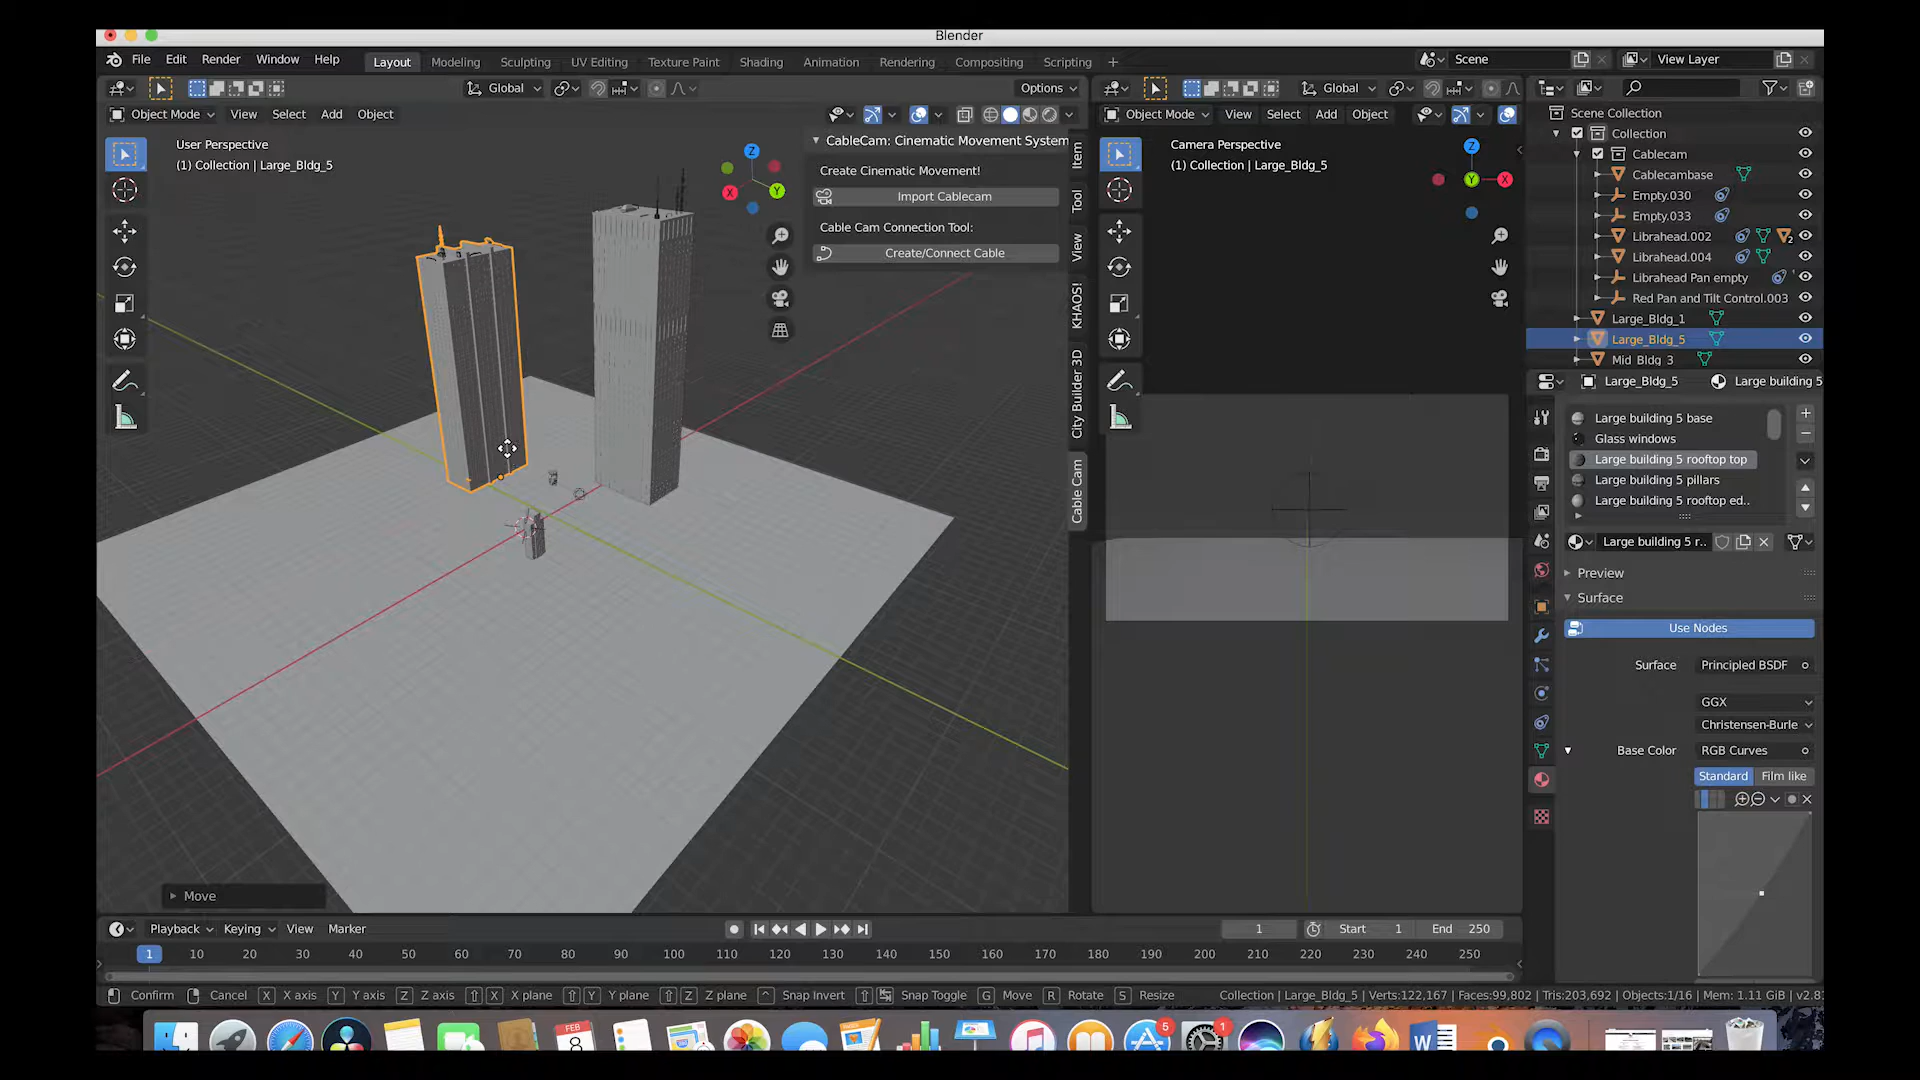 Blender
File Edit Render Window Help Layout Modeling Sculpting UV Editing Texture Paint Shading Animation Rendering Compositing Scripting + Scene View Layer
Global Options Global
Object Mode View Select Add Object Object Mode View Select Add Object
Scene Collection
Collection
Cablecam
Cablecambase
Empty.030
Empty.033
Librahead.002 2
Librahead.004
Librahead Pan empty
Red Pan and Tilt Control.003
Large_Bldg_1
Large_Bldg_5
Mid_Bldg_3
User Perspective
(1) Collection | Large_Bldg_5
Z
X
Y
CableCam: Cinematic Movement System
Create Cinematic Movement!
Import Cablecam
Cable Cam Connection Tool:
Create/Connect Cable
Item
Tool
View
KHAOS!
City Builder 3D
Cable Cam
Camera Perspective
(1) Collection | Large_Bldg_5
Z
Y
X
Large_Bldg_5 Large building 5
Large building 5 base
Glass windows
Large building 5 rooftop top
Large building 5 pillars
Large building 5 rooftop ed..
Large building 5 r..
Preview
Surface
Use Nodes
Surface Principled BSDF
GGX
Christensen-Burle
Base Color RGB Curves
Standard Film like
Move
Playback Keying View Marker 1 Start 1 End 250
1 10 20 30 40 50 60 70 80 90 100 110 120 130 140 150 160 170 180 190 200 210 220 230 240 250
Confirm Cancel X X axis Y Y axis Z Z axis X X plane Y Y plane Z Z plane Snap Invert Snap Toggle G Move R Rotate S Resize Collection | Large_Bldg_5 | Verts:122,167 | Faces:99,802 | Tris:203,692 | Objects:1/16 | Mem: 1.11 GiB | v2.8
FEB
8
5
1
W